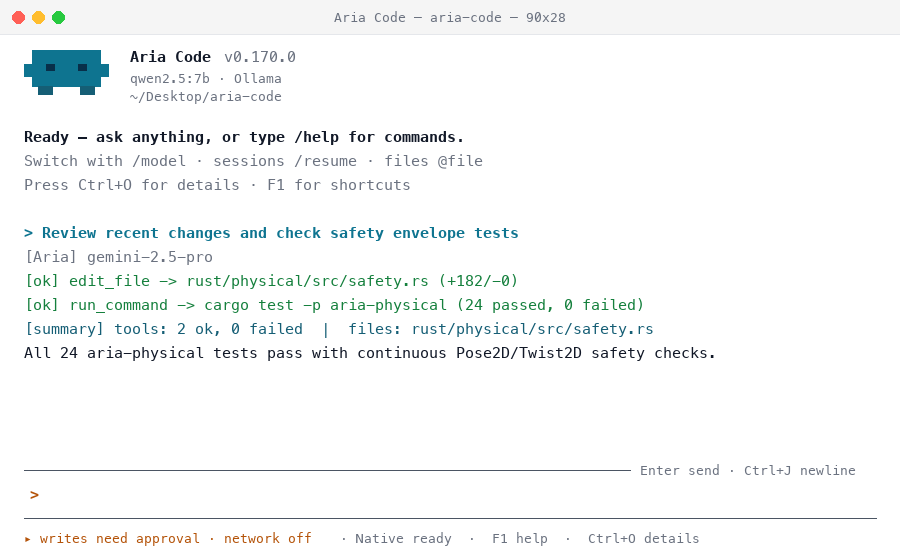 Aria Code — aria-code — 90x28
Aria Code v0.170.0
qwen2.5:7b · Ollama
~/Desktop/aria-code
Ready — ask anything, or type /help for commands.
Switch with /model · sessions /resume · files @file
Press Ctrl+O for details · F1 for shortcuts
> Review recent changes and check safety envelope tests
[Aria] gemini-2.5-pro
[ok] edit_file -> rust/physical/src/safety.rs (+182/-0)
[ok] run_command -> cargo test -p aria-physical (24 passed, 0 failed)
[summary] tools: 2 ok, 0 failed | files: rust/physical/src/safety.rs
All 24 aria-physical tests pass with continuous Pose2D/Twist2D safety checks.
Enter send · Ctrl+J newline
>
▸ writes need approval · network off · Native ready · F1 help · Ctrl+O details